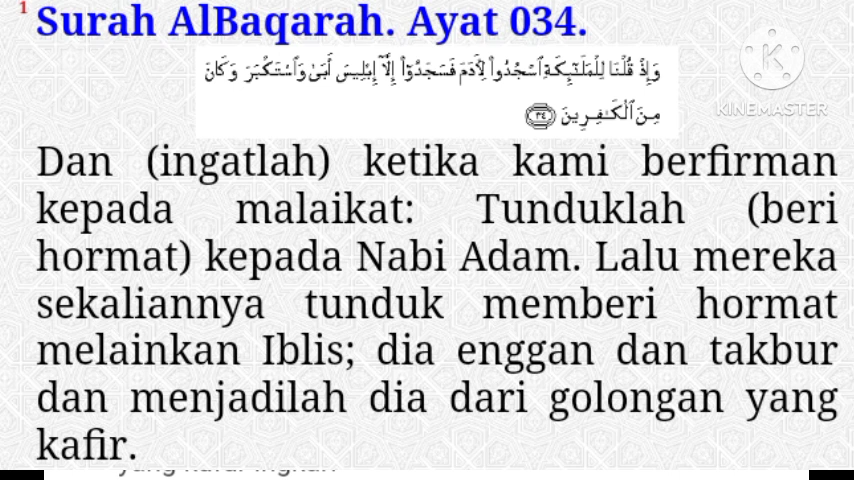 1 Surah AlBaqarah. Ayat 034.
وَإِذْ قُلْنَا لِلْمَلَٰٓئِكَةِ ٱسْجُدُوا۟ لِءَادَمَ فَسَجَدُوٓا۟ إِلَّآ إِبْلِيسَ أَبَىٰ وَٱسْتَكْبَرَ وَكَانَ
مِنَ ٱلْكَٰفِرِينَ ٣٤
KINEMASTER
Dan (ingatlah) ketika kami berfirman
kepada malaikat: Tunduklah (beri
hormat) kepada Nabi Adam. Lalu mereka
sekaliannya tunduk memberi hormat
melainkan Iblis; dia enggan dan takbur
dan menjadilah dia dari golongan yang
kafir.